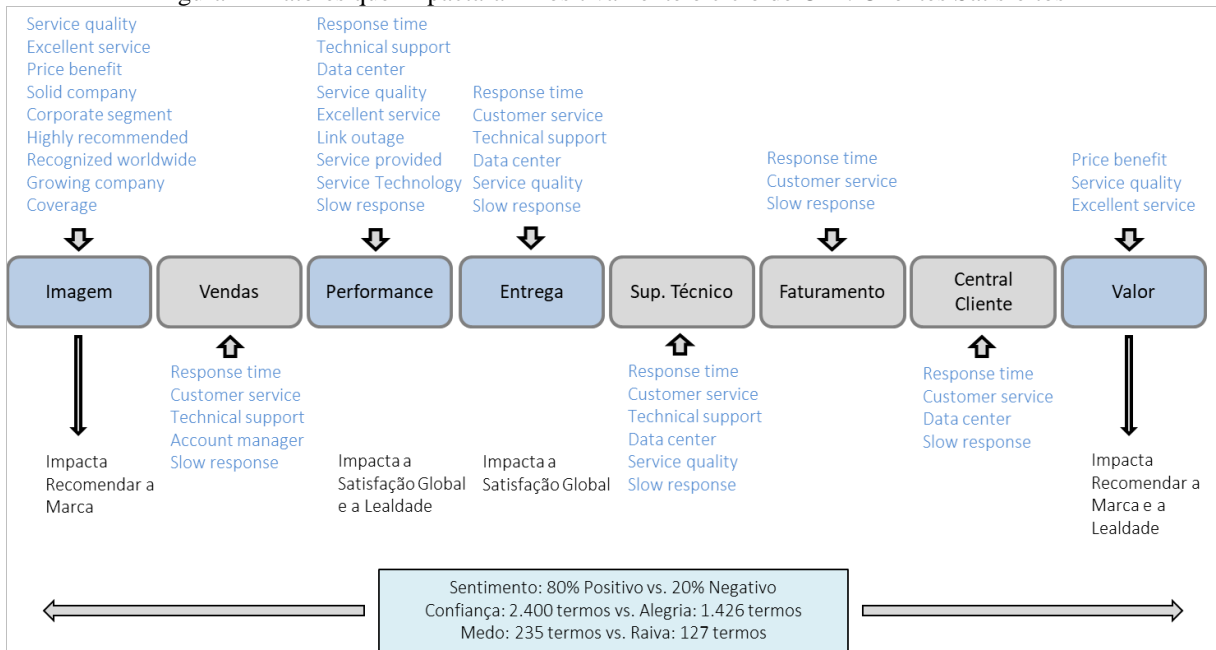 Service quality
Excellent service
Price benefit
Solid company
Corporate segment
Highly recommended
Recognized worldwide
Growing company
Coverage
Response time
Technical support
Data center
Service quality
Excellent service
Link outage
Service provided
Service Technology
Slow response
Response time
Customer service
Technical support
Data center
Service quality
Slow response
Response time
Customer service
Slow response
Price benefit
Service quality
Excellent service
Imagem
Vendas
Performance
Entrega
Sup. Técnico
Faturamento
Central
Cliente
Valor
Response time
Customer service
Technical support
Account manager
Slow response
Response time
Customer service
Technical support
Data center
Service quality
Slow response
Response time
Customer service
Data center
Slow response
Impacta
Recomendar a
Marca
Impacta a
Satisfação Global
e a Lealdade
Impacta a
Satisfação Global
Impacta
Recomendar a
Marca e a
Lealdade
Sentimento: 80% Positivo vs. 20% Negativo
Confiança: 2.400 termos vs. Alegria: 1.426 termos
Medo: 235 termos vs. Raiva: 127 termos